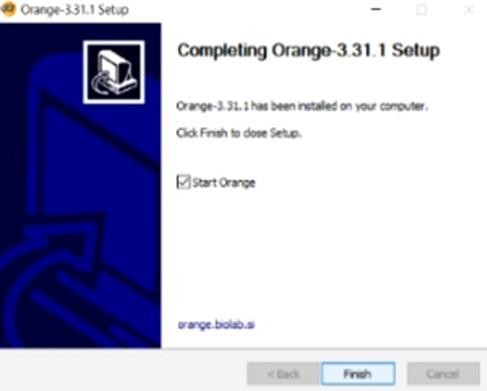 Orange-3.31.1 Setup
Completing Orange-3.31.1 Setup
Orange-3.31.1 has been installed on your computer.
Click Finish to close Setup.
Start Orange
orange.biolab.si
< Back
Finish
Cancel